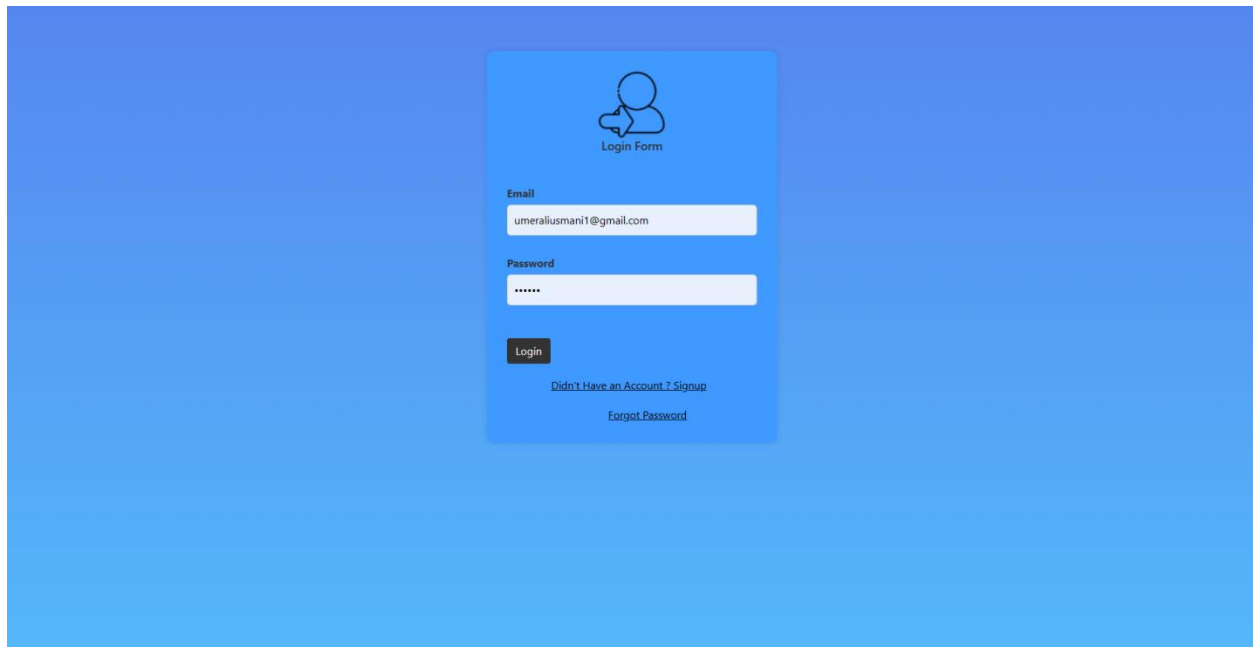 Login Form
Email
umeraliusmani1@gmail.com
Password
••••••
Login
Didn't Have an Account ? Signup
Forgot Password